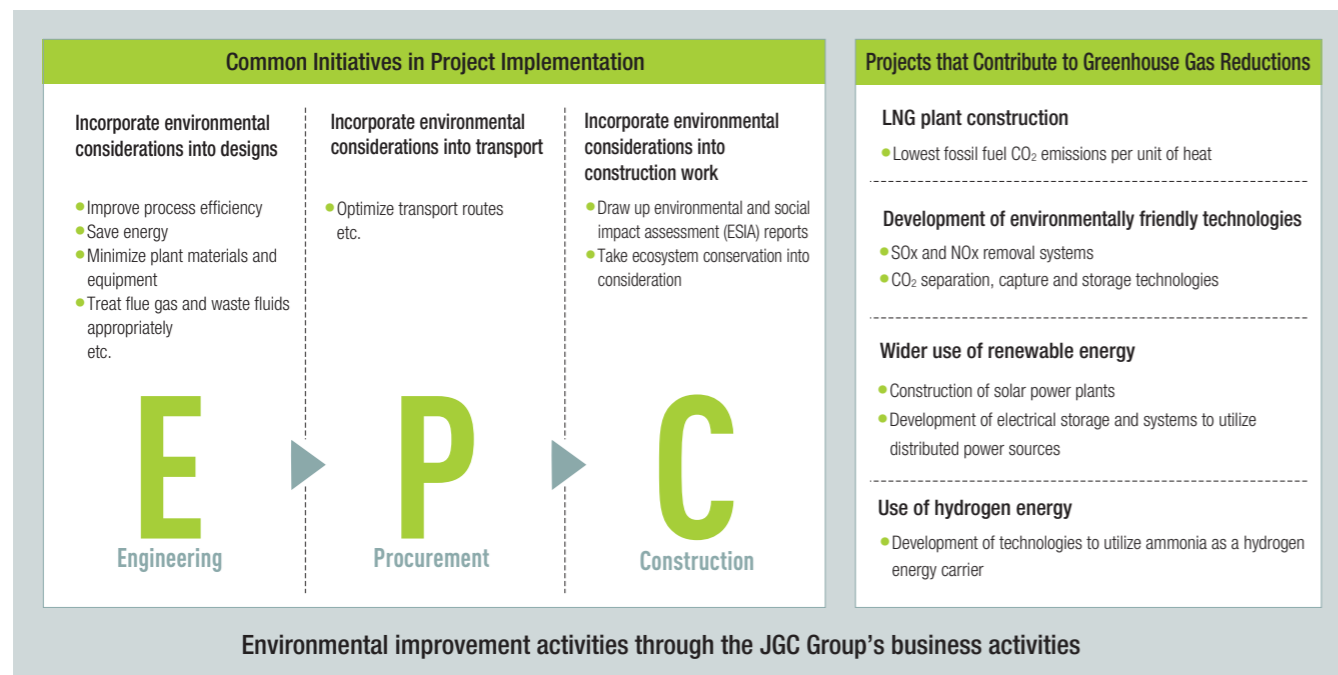 Common Initiatives in Project Implementation
Incorporate environmental
considerations into designs
• Improve process efficiency
• Save energy
• Minimize plant materials and
equipment
• Treat flue gas and waste fluids
appropriately
etc.
E
Engineering
Incorporate environmental
considerations into transport
• Optimize transport routes
etc.
P
Procurement
Incorporate environmental
considerations into
construction work
• Draw up environmental and social
impact assessment (ESIA) reports
• Take ecosystem conservation into
consideration
C
Construction
Projects that Contribute to Greenhouse Gas Reductions
LNG plant construction
• Lowest fossil fuel CO₂ emissions per unit of heat
Development of environmentally friendly technologies
• SOx and NOx removal systems
• CO₂ separation, capture and storage technologies
Wider use of renewable energy
• Construction of solar power plants
• Development of electrical storage and systems to utilize
distributed power sources
Use of hydrogen energy
• Development of technologies to utilize ammonia as a hydrogen
energy carrier
Environmental improvement activities through the JGC Group's business activities